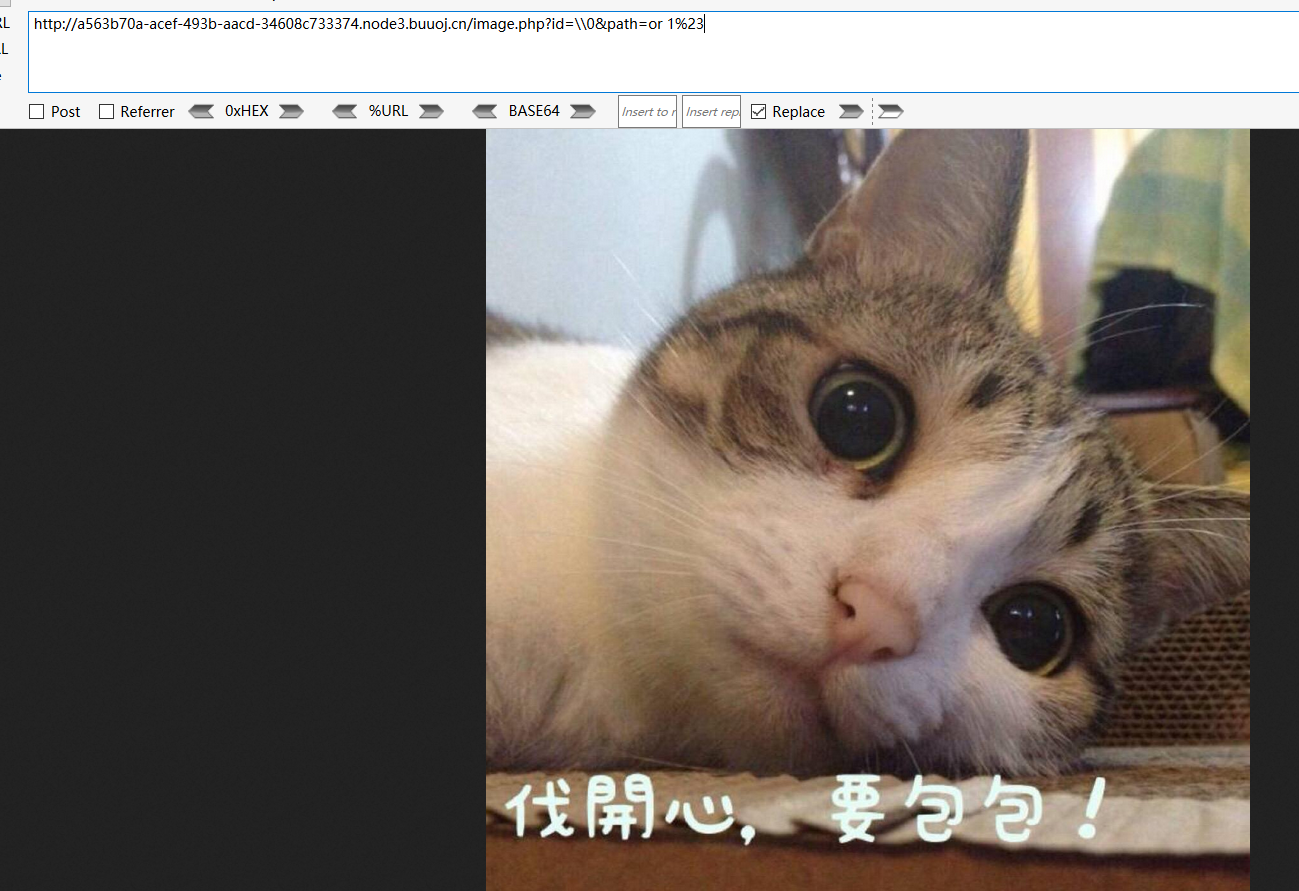 RL
http://a563b70a-acef-493b-aacd-34608c733374.node3.buuoj.cn/image.php?id=\\0&path=or 1%23
L
Post Referrer 0xHEX %URL BASE64 Insert to r Insert rep. Replace
伐開心，要包包！